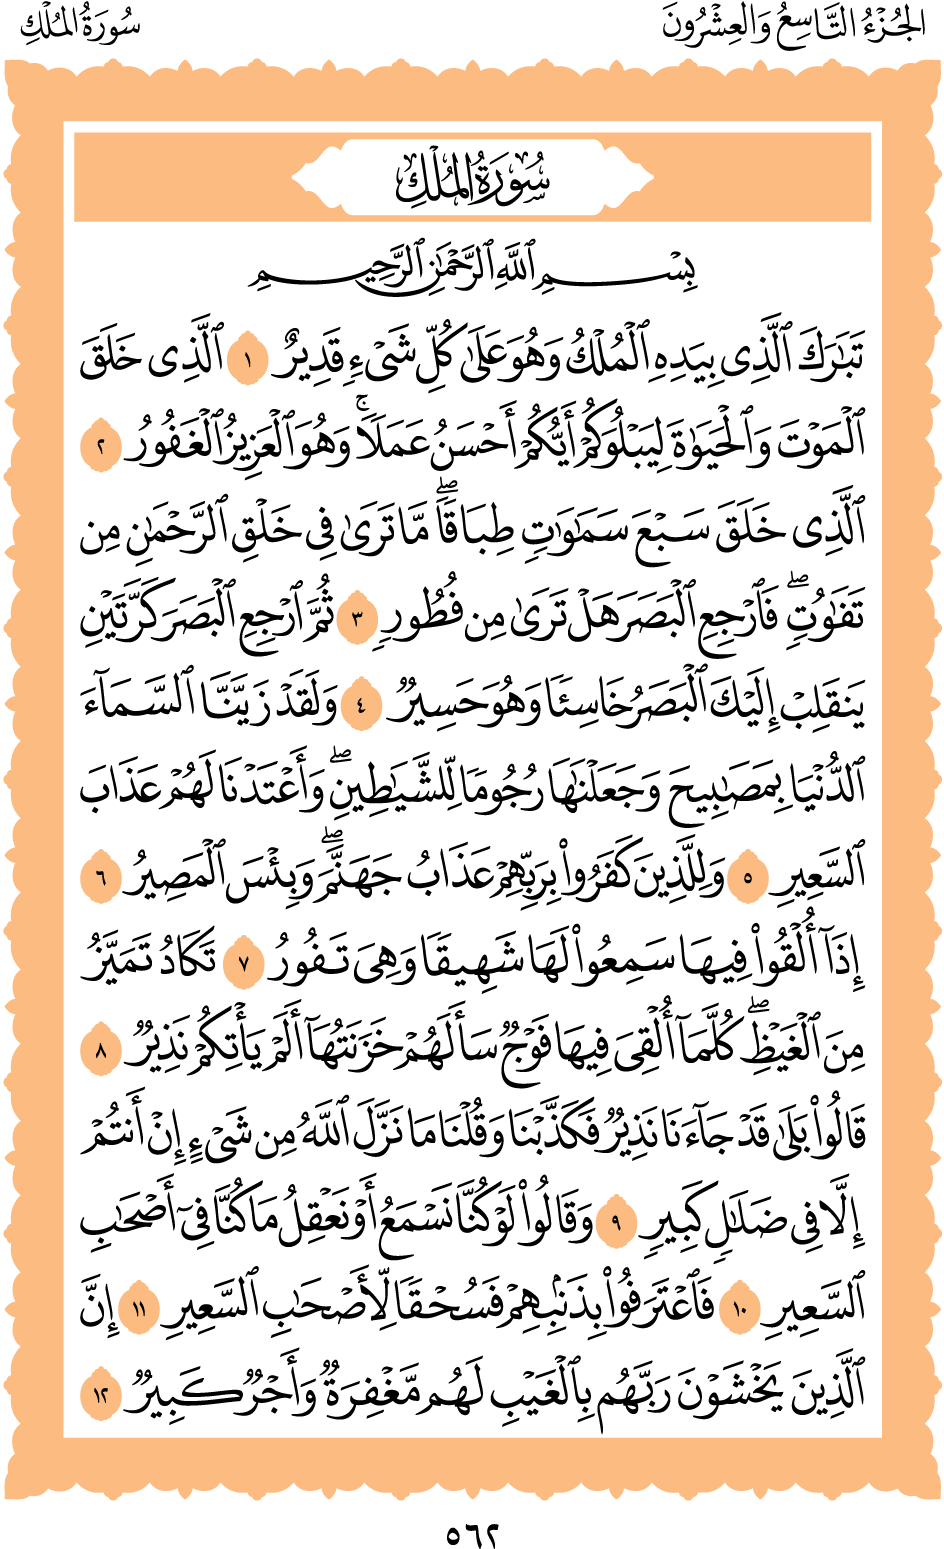 الجُزْءُ التَّاسِعُ وَالعِشْرُونَ
سُورَةُ المُلْكِ
سُورَةُ المُلْكِ
بِسْمِ ٱللَّهِ ٱلرَّحْمَٰنِ ٱلرَّحِيمِ
تَبَٰرَكَ ٱلَّذِى بِيَدِهِ ٱلْمُلْكُ وَهُوَ عَلَىٰ كُلِّ شَىْءٍ قَدِيرٌ ١ ٱلَّذِى خَلَقَ
ٱلْمَوْتَ وَٱلْحَيَوٰةَ لِيَبْلُوَكُمْ أَيُّكُمْ أَحْسَنُ عَمَلًا ۚ وَهُوَ ٱلْعَزِيزُ ٱلْغَفُورُ ٢
ٱلَّذِى خَلَقَ سَبْعَ سَمَٰوَٰتٍ طِبَاقًا ۖ مَّا تَرَىٰ فِى خَلْقِ ٱلرَّحْمَٰنِ مِن
تَفَٰوُتٍ ۖ فَٱرْجِعِ ٱلْبَصَرَ هَلْ تَرَىٰ مِن فُطُورٍ ٣ ثُمَّ ٱرْجِعِ ٱلْبَصَرَ كَرَّتَيْنِ
يَنقَلِبْ إِلَيْكَ ٱلْبَصَرُ خَاسِئًا وَهُوَ حَسِيرٌ ٤ وَلَقَدْ زَيَّنَّا ٱلسَّمَآءَ
ٱلدُّنْيَا بِمَصَٰبِيحَ وَجَعَلْنَٰهَا رُجُومًا لِّلشَّيَٰطِينِ ۖ وَأَعْتَدْنَا لَهُمْ عَذَابَ
ٱلسَّعِيرِ ٥ وَلِلَّذِينَ كَفَرُوا۟ بِرَبِّهِمْ عَذَابُ جَهَنَّمَ ۖ وَبِئْسَ ٱلْمَصِيرُ ٦
إِذَآ أُلْقُوا۟ فِيهَا سَمِعُوا۟ لَهَا شَهِيقًا وَهِىَ تَفُورُ ٧ تَكَادُ تَمَيَّزُ
مِنَ ٱلْغَيْظِ ۖ كُلَّمَآ أُلْقِىَ فِيهَا فَوْجٌ سَأَلَهُمْ خَزَنَتُهَآ أَلَمْ يَأْتِكُمْ نَذِيرٌ ٨
قَالُوا۟ بَلَىٰ قَدْ جَآءَنَا نَذِيرٌ فَكَذَّبْنَا وَقُلْنَا مَا نَزَّلَ ٱللَّهُ مِن شَىْءٍ إِنْ أَنتُمْ
إِلَّا فِى ضَلَٰلٍ كَبِيرٍ ٩ وَقَالُوا۟ لَوْ كُنَّا نَسْمَعُ أَوْ نَعْقِلُ مَا كُنَّا فِىٓ أَصْحَٰبِ
ٱلسَّعِيرِ ١٠ فَٱعْتَرَفُوا۟ بِذَنۢبِهِمْ فَسُحْقًا لِّأَصْحَٰبِ ٱلسَّعِيرِ ١١ إِنَّ
ٱلَّذِينَ يَخْشَوْنَ رَبَّهُم بِٱلْغَيْبِ لَهُم مَّغْفِرَةٌ وَأَجْرٌ كَبِيرٌ ١٢
٥٦٢